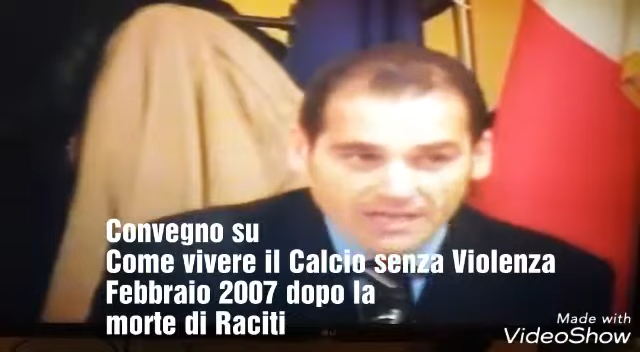 Convegno su
Come vivere il Calcio senza Violenza
Febbraio 2007 dopo la
morte di Raciti
Made with
VideoShow